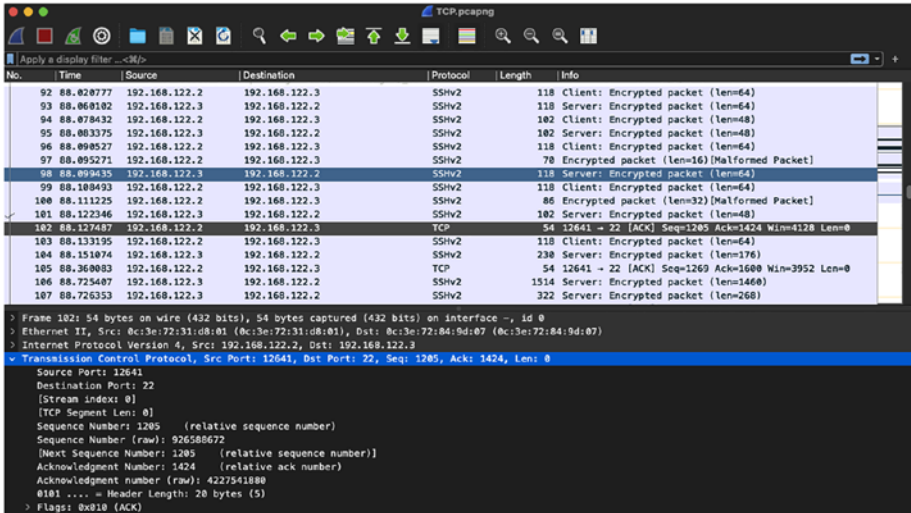 TCP.pcapng
Apply a display filter ...<⌘/>
No. Time Source Destination Protocol Length Info
92 88.020777 192.168.122.2 192.168.122.3 SSHv2 118 Client: Encrypted packet (len=64)
93 88.060102 192.168.122.3 192.168.122.2 SSHv2 118 Server: Encrypted packet (len=64)
94 88.078432 192.168.122.2 192.168.122.3 SSHv2 102 Client: Encrypted packet (len=48)
95 88.083375 192.168.122.3 192.168.122.2 SSHv2 102 Server: Encrypted packet (len=48)
96 88.090527 192.168.122.2 192.168.122.3 SSHv2 118 Client: Encrypted packet (len=64)
97 88.095271 192.168.122.2 192.168.122.3 SSHv2 70 Encrypted packet (len=16)[Malformed Packet]
98 88.099435 192.168.122.3 192.168.122.2 SSHv2 118 Server: Encrypted packet (len=64)
99 88.108493 192.168.122.2 192.168.122.3 SSHv2 118 Client: Encrypted packet (len=64)
100 88.111225 192.168.122.2 192.168.122.3 SSHv2 86 Encrypted packet (len=32)[Malformed Packet]
101 88.122346 192.168.122.3 192.168.122.2 SSHv2 102 Server: Encrypted packet (len=48)
102 88.127487 192.168.122.2 192.168.122.3 TCP 54 12641 → 22 [ACK] Seq=1205 Ack=1424 Win=4128 Len=0
103 88.133195 192.168.122.2 192.168.122.3 SSHv2 118 Client: Encrypted packet (len=64)
104 88.151074 192.168.122.3 192.168.122.2 SSHv2 230 Server: Encrypted packet (len=176)
105 88.360083 192.168.122.2 192.168.122.3 TCP 54 12641 → 22 [ACK] Seq=1269 Ack=1600 Win=3952 Len=0
106 88.725407 192.168.122.3 192.168.122.2 SSHv2 1514 Server: Encrypted packet (len=1460)
107 88.726353 192.168.122.3 192.168.122.2 SSHv2 322 Server: Encrypted packet (len=268)
> Frame 102: 54 bytes on wire (432 bits), 54 bytes captured (432 bits) on interface –, id 0
> Ethernet II, Src: 0c:3e:72:31:d8:01 (0c:3e:72:31:d8:01), Dst: 0c:3e:72:84:9d:07 (0c:3e:72:84:9d:07)
> Internet Protocol Version 4, Src: 192.168.122.2, Dst: 192.168.122.3
Transmission Control Protocol, Src Port: 12641, Dst Port: 22, Seq: 1205, Ack: 1424, Len: 0
Source Port: 12641
Destination Port: 22
[Stream index: 0]
[TCP Segment Len: 0]
Sequence Number: 1205 (relative sequence number)
Sequence Number (raw): 926588672
[Next Sequence Number: 1205 (relative sequence number)]
Acknowledgment Number: 1424 (relative ack number)
Acknowledgment number (raw): 4227541880
0101 .... = Header Length: 20 bytes (5)
> Flags: 0x010 (ACK)